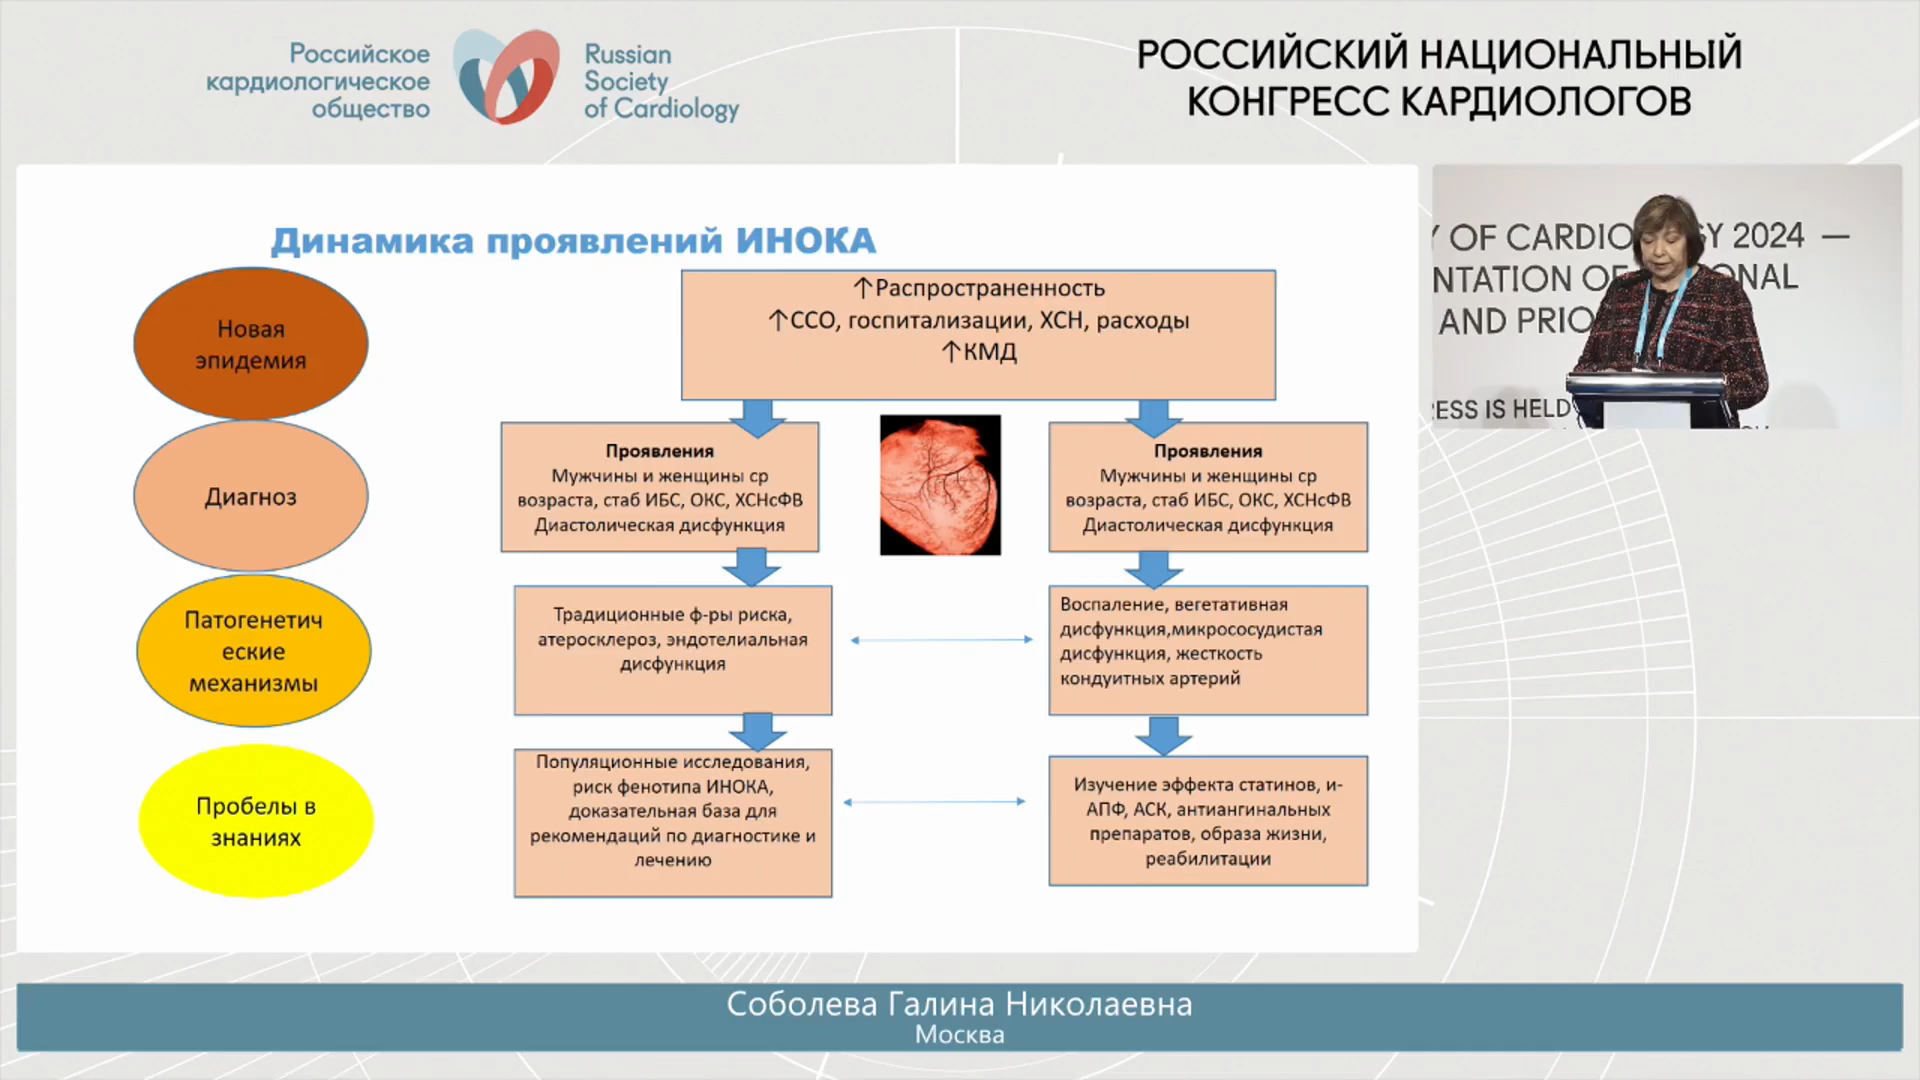 Российское
кардиологическое
общество
Russian
Society
of Cardiology
РОССИЙСКИЙ НАЦИОНАЛЬНЫЙ
КОНГРЕСС КАРДИОЛОГОВ
Динамика проявлений ИНОКА
Новая
эпидемия
↑Распространенность
↑ССО, госпитализации, ХСН, расходы
↑КМД
Диагноз
Проявления
Мужчины и женщины ср
возраста, стаб ИБС, ОКС, ХСНсФВ
Диастолическая дисфункция
Проявления
Мужчины и женщины ср
возраста, стаб ИБС, ОКС, ХСНсФВ
Диастолическая дисфункция
Патогенетич
еские
механизмы
Традиционные ф-ры риска,
атеросклероз, эндотелиальная
дисфункция
Воспаление, вегетативная
дисфункция,микрососудистая
дисфункция, жесткость
кондуитных артерий
Пробелы в
знаниях
Популяционные исследования,
риск фенотипа ИНОКА,
доказательная база для
рекомендаций по диагностике и
лечению
Изучение эффекта статинов, и-
АПФ, АСК, антиангинальных
препаратов, образа жизни,
реабилитации
OF CARDIO GY 2024 —
NTATION OF ONAL
AND PRIO
ESS IS HELD
Соболева Галина Николаевна
Москва